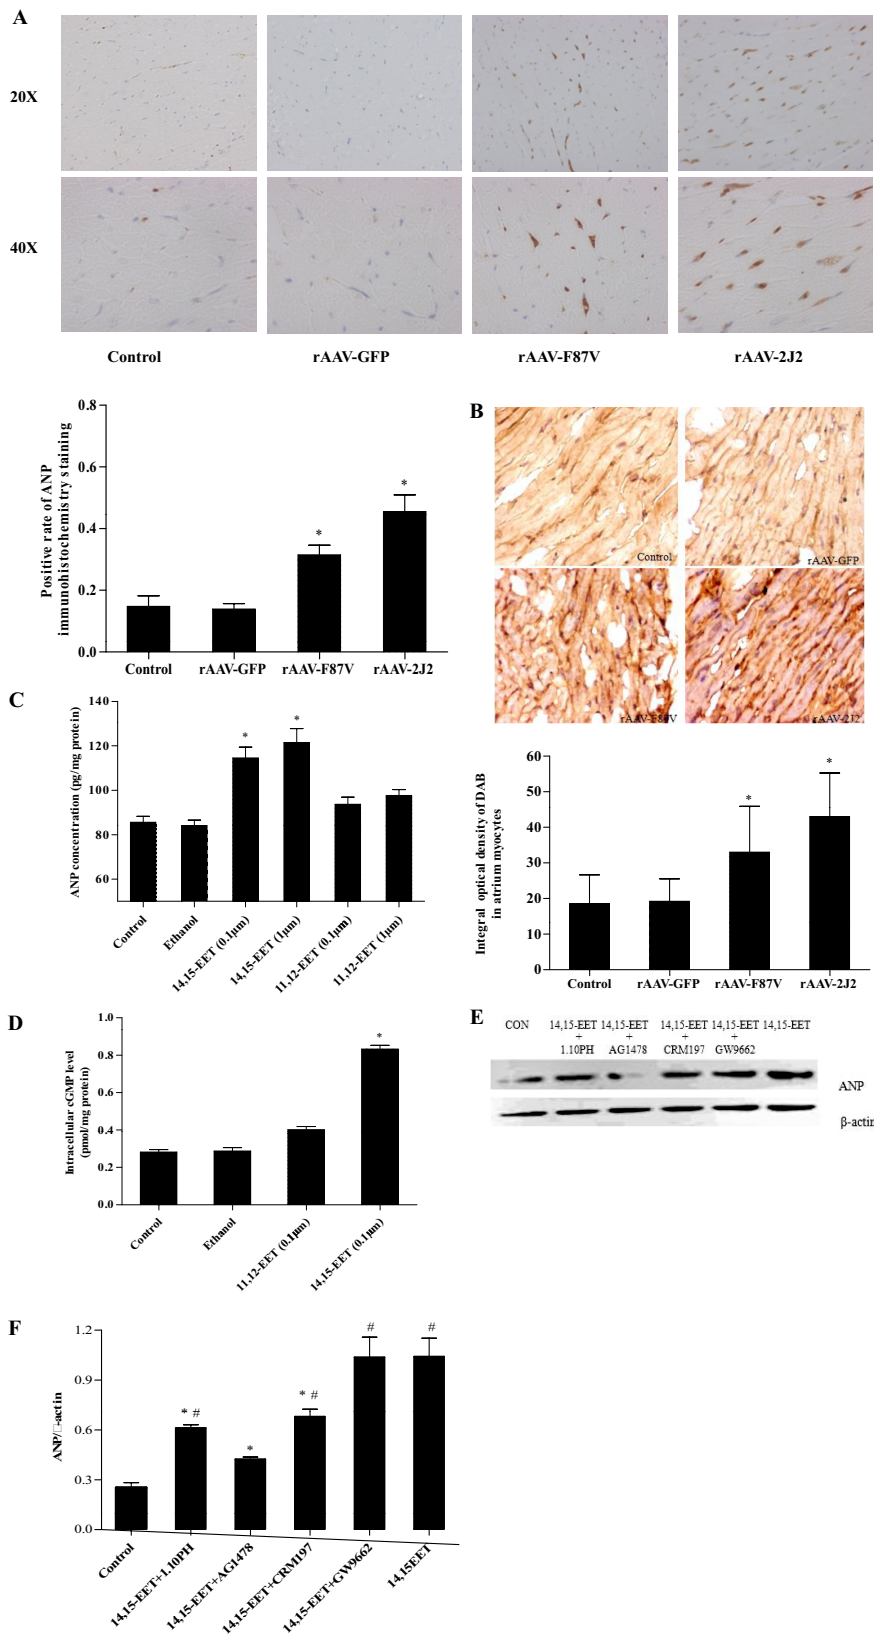 A
20X
40X
Control rAAV-GFP rAAV-F87V rAAV-2J2
Positive rate of ANP
immunohistochemistry staining
0.8
0.6
0.4
0.2
0.0
*
*
Control rAAV-GFP rAAV-F87V rAAV-2J2
B
Control
rAAV-GFP
rAAV-F89V
rAAV-2J2
Integral optical density of DAB
in atrium myocytes
60
50
40
30
20
10
0
*
*
Control rAAV-GFP rAAV-F87V rAAV-2J2
C
ANP concentration (pg/mg protein)
140
120
100
80
60
*
*
Control
Ethanol
14,15-EET (0.1μm)
14,15-EET (1μm)
11,12-EET (0.1μm)
11,12-EET (1μm)
D
Intracellular cGMP level
(pmol/mg protein)
1.0
0.8
0.6
0.4
0.2
0.0
*
Control
Ethanol
11,12-EET (0.1μm)
14,15-EET (0.1μm)
E
CON 14,15-EET 14,15-EET 14,15-EET 14,15-EET 14,15-EET
+ + + +
1.10PH AG1478 CRM197 GW9662
ANP
β-actin
F
ANP/□-actin
1.2
0.9
0.6
0.3
0.0
* #
*
* #
#
#
Control
14,15-EET+1.10PH
14,15-EET+AG1478
14,15-EET+CRM197
14,15-EET+GW9662
14,15EET